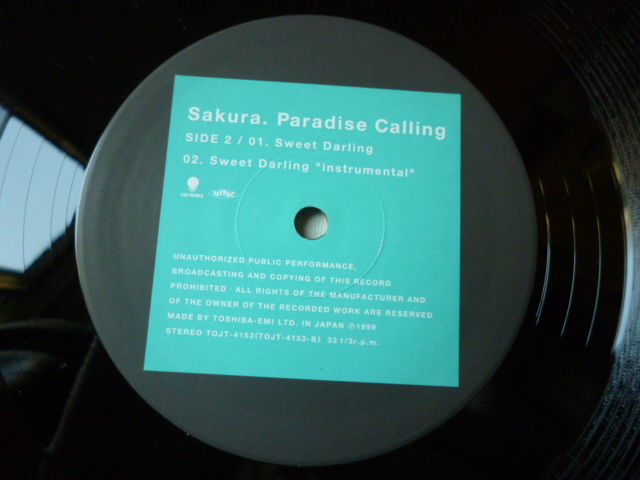 Sakura. Paradise Calling
SIDE 2 / 01. Sweet Darling
02. Sweet Darling "instrumental"
UNAUTHORIZED PUBLIC PERFORMANCE,
BROADCASTING AND COPYING OF THIS RECORD
PROHIBITED · ALL RIGHTS OF THE MANUFACTURER AND
OF THE OWNER OF THE RECORDED WORK ARE RESERVED
MADE BY TOSHIBA-EMI LTD. IN JAPAN ℗1999
STEREO TOJT-4153(TOJT-4153-B) 33 1/3r.p.m.